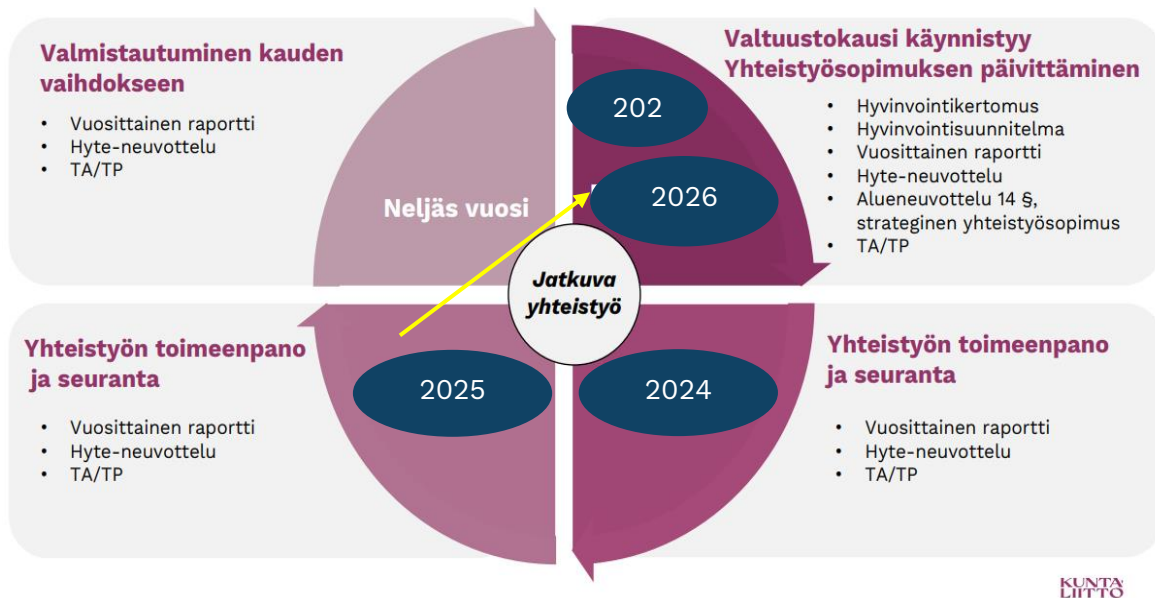 Valmistautuminen kauden
vaihdokseen
• Vuosittainen raportti
• Hyte-neuvottelu
• TA/TP
Valtuustokausi käynnistyy
Yhteistyösopimuksen päivittäminen
• Hyvinvointikertomus
• Hyvinvointisuunnitelma
• Vuosittainen raportti
• Hyte-neuvottelu
• Alueneuvottelu 14 §,
strateginen yhteistyösopimus
• TA/TP
202
2026
Neljäs vuosi
Jatkuva
yhteistyö
Yhteistyön toimeenpano
ja seuranta
• Vuosittainen raportti
• Hyte-neuvottelu
• TA/TP
2025
2024
Yhteistyön toimeenpano
ja seuranta
• Vuosittainen raportti
• Hyte-neuvottelu
• TA/TP
KUNTA
LIITTO